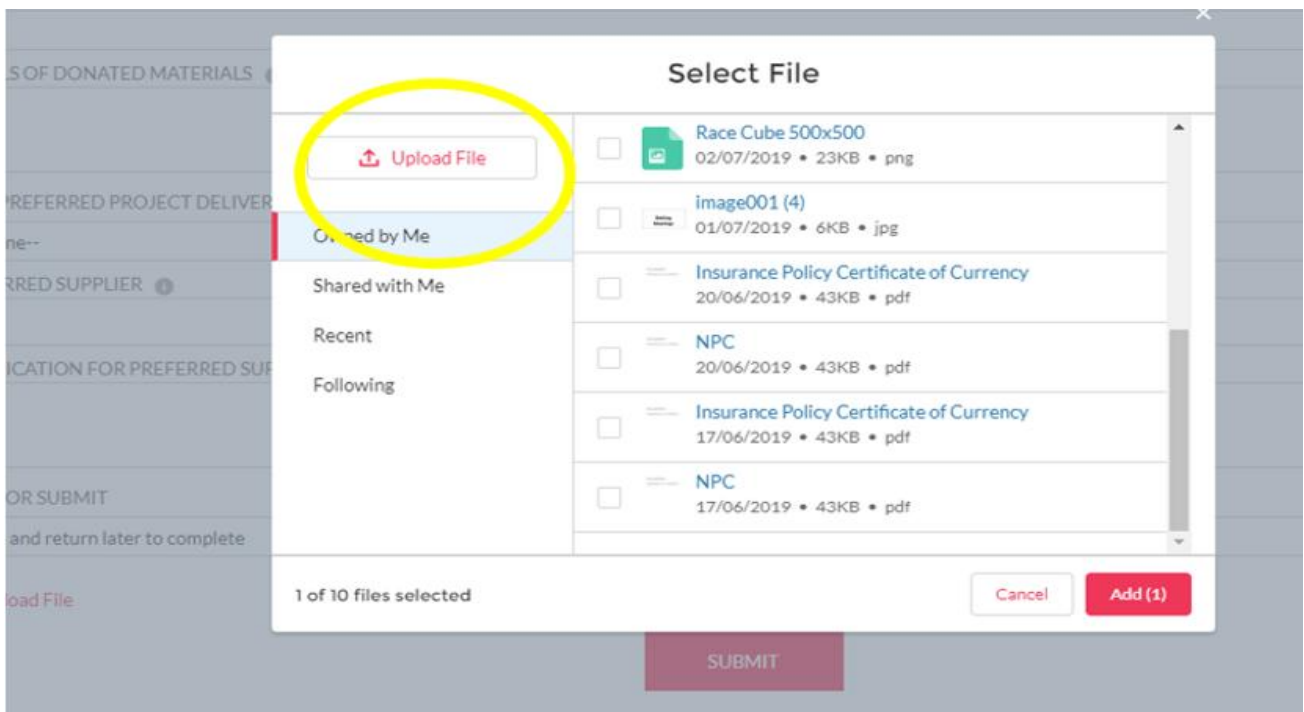 S OF DONATED MATERIALS
PREFERRED PROJECT DELIVER
ne--
RRED SUPPLIER
ICATION FOR PREFERRED SUP
OR SUBMIT
and return later to complete
oad File
Select File
Upload File
Owned by Me
Shared with Me
Recent
Following
Race Cube 500x500
02/07/2019 • 23KB • png
image001 (4)
01/07/2019 • 6KB • jpg
Insurance Policy Certificate of Currency
20/06/2019 • 43KB • pdf
NPC
20/06/2019 • 43KB • pdf
Insurance Policy Certificate of Currency
17/06/2019 • 43KB • pdf
NPC
17/06/2019 • 43KB • pdf
1 of 10 files selected
Cancel
Add (1)
SUBMIT